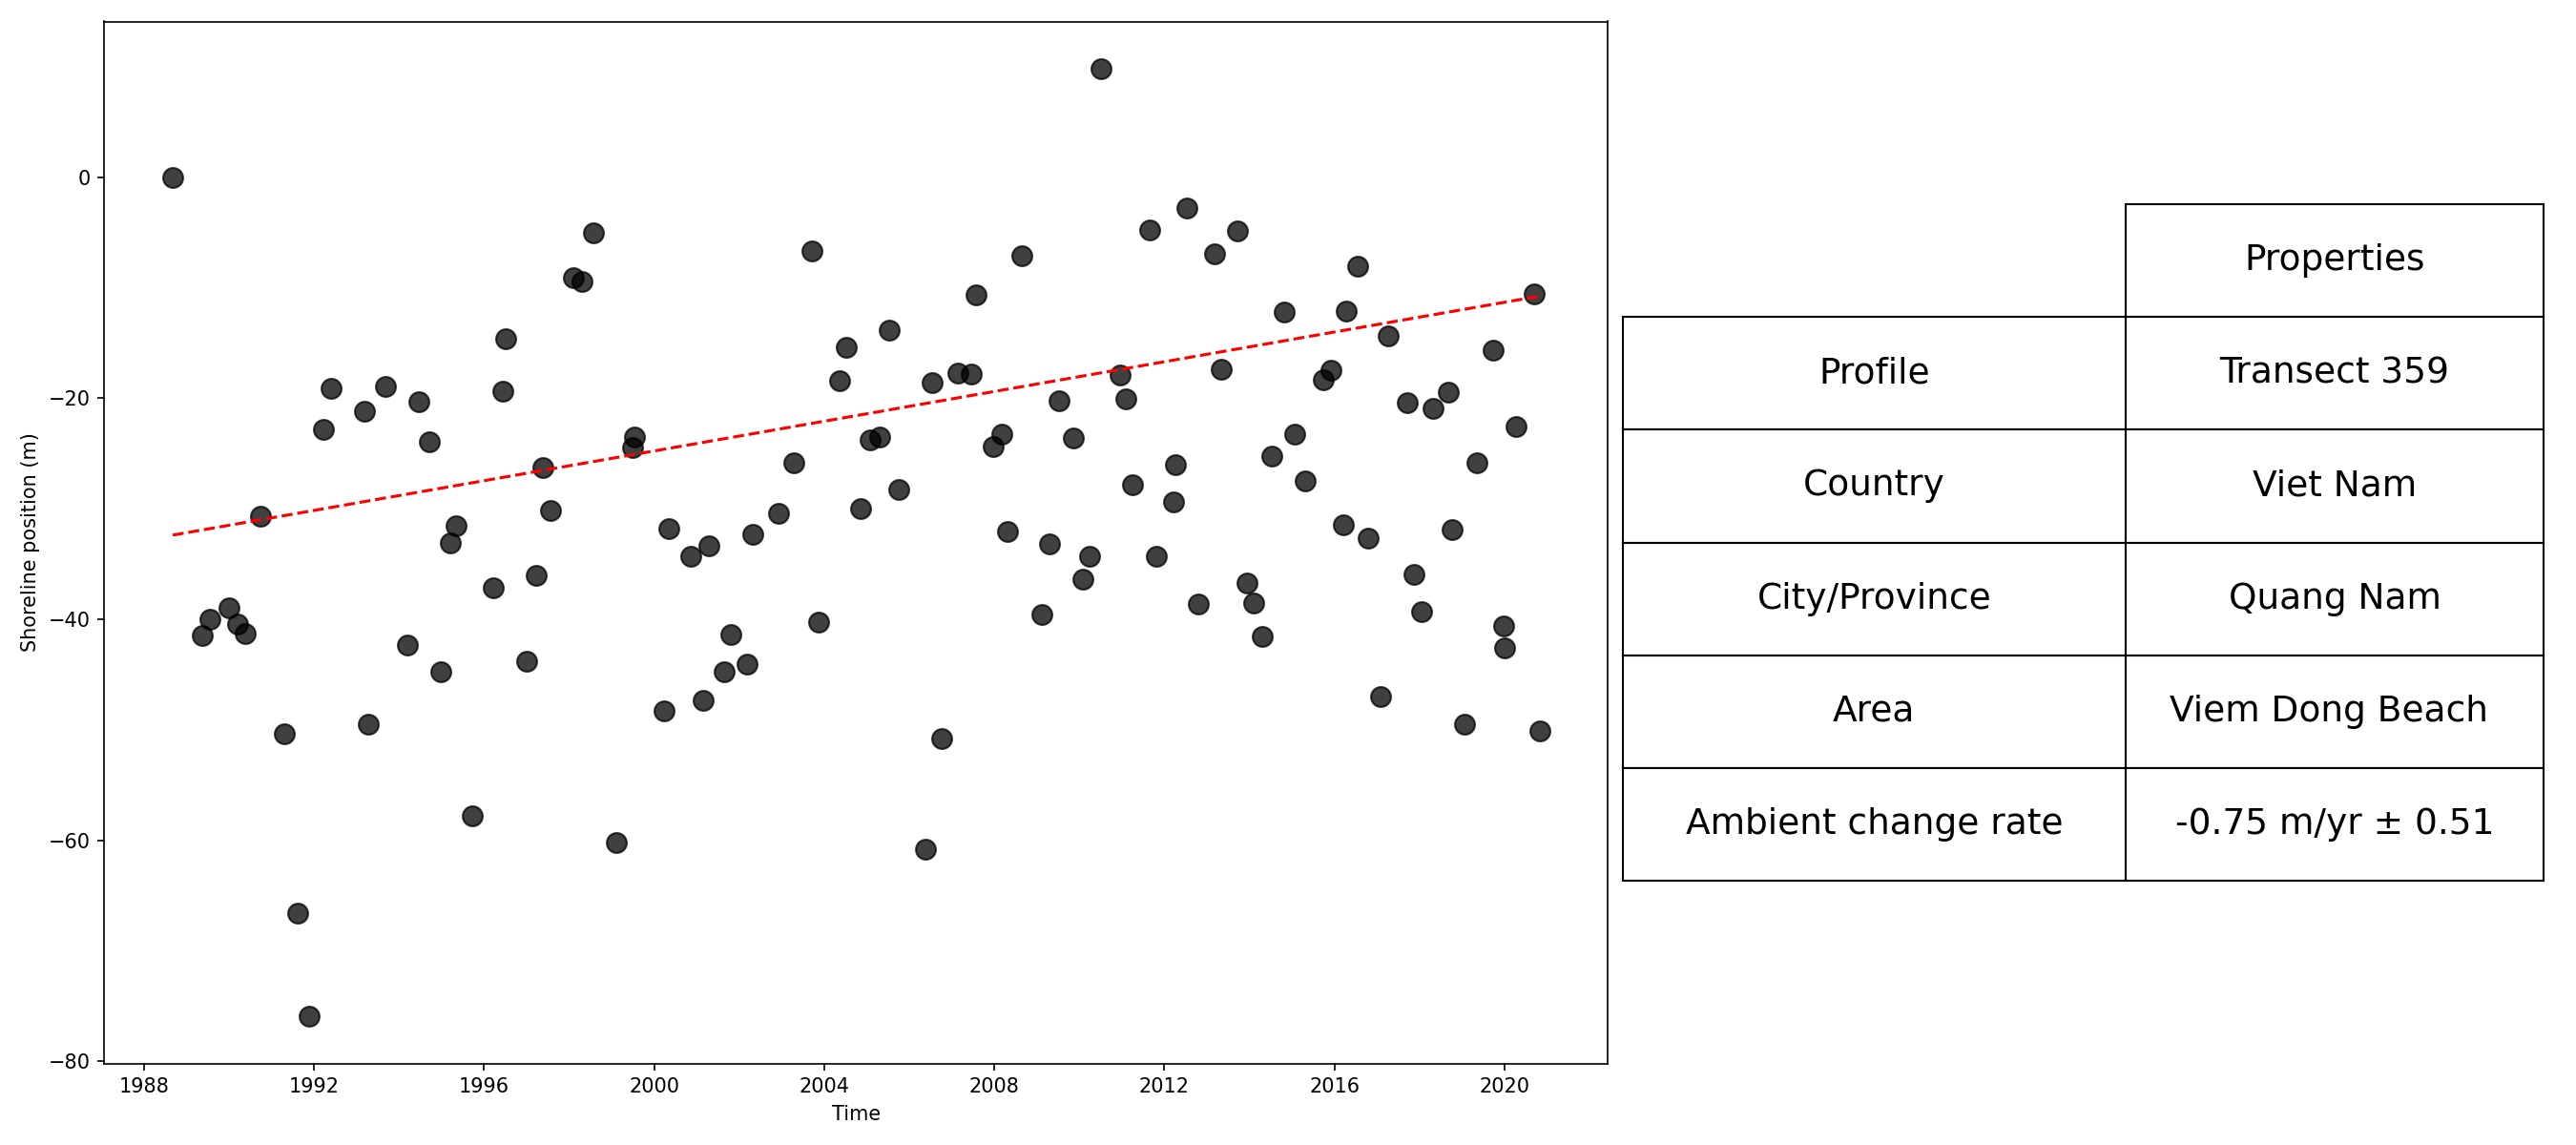 0
−20
−40
−60
−80
Shoreline position (m)
1988 1992 1996 2000 2004 2008 2012 2016 2020
Time
Properties
Profile Transect 359
Country Viet Nam
City/Province Quang Nam
Area Viem Dong Beach
Ambient change rate -0.75 m/yr ± 0.51